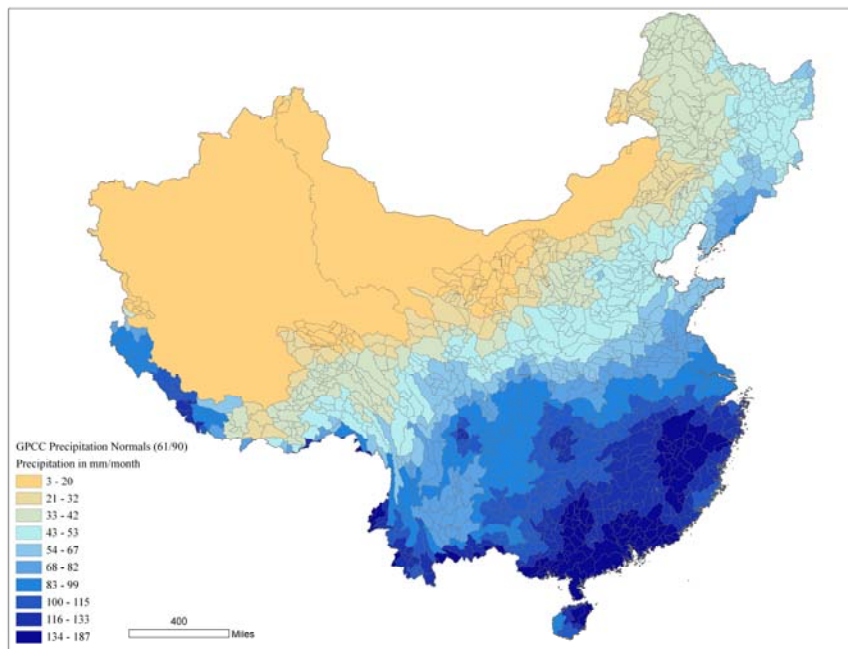 GPCC Precipitation Normals (61/90)
Precipitation in mm/month
3 - 20
21 - 32
33 - 42
43 - 53
54 - 67
68 - 82
83 - 99
100 - 115
116 - 133
134 - 187
400
Miles